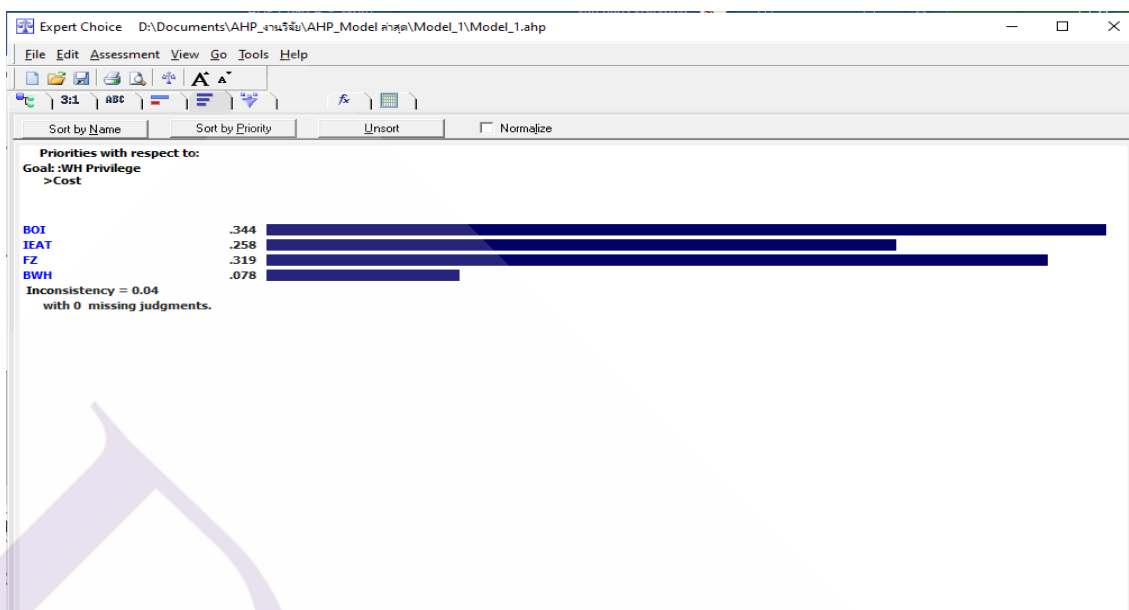 Expert Choice D:\Documents\AHP_งานวิจัย\AHP_Model ล่าสุด\Model_1\Model_1.ahp
File Edit Assessment View Go Tools Help
A A
3:1 ABC fx
Sort by Name Sort by Priority Unsort Normalize
Priorities with respect to:
Goal: :WH Privilege
>Cost
BOI .344
IEAT .258
FZ .319
BWH .078
Inconsistency = 0.04
with 0 missing judgments.